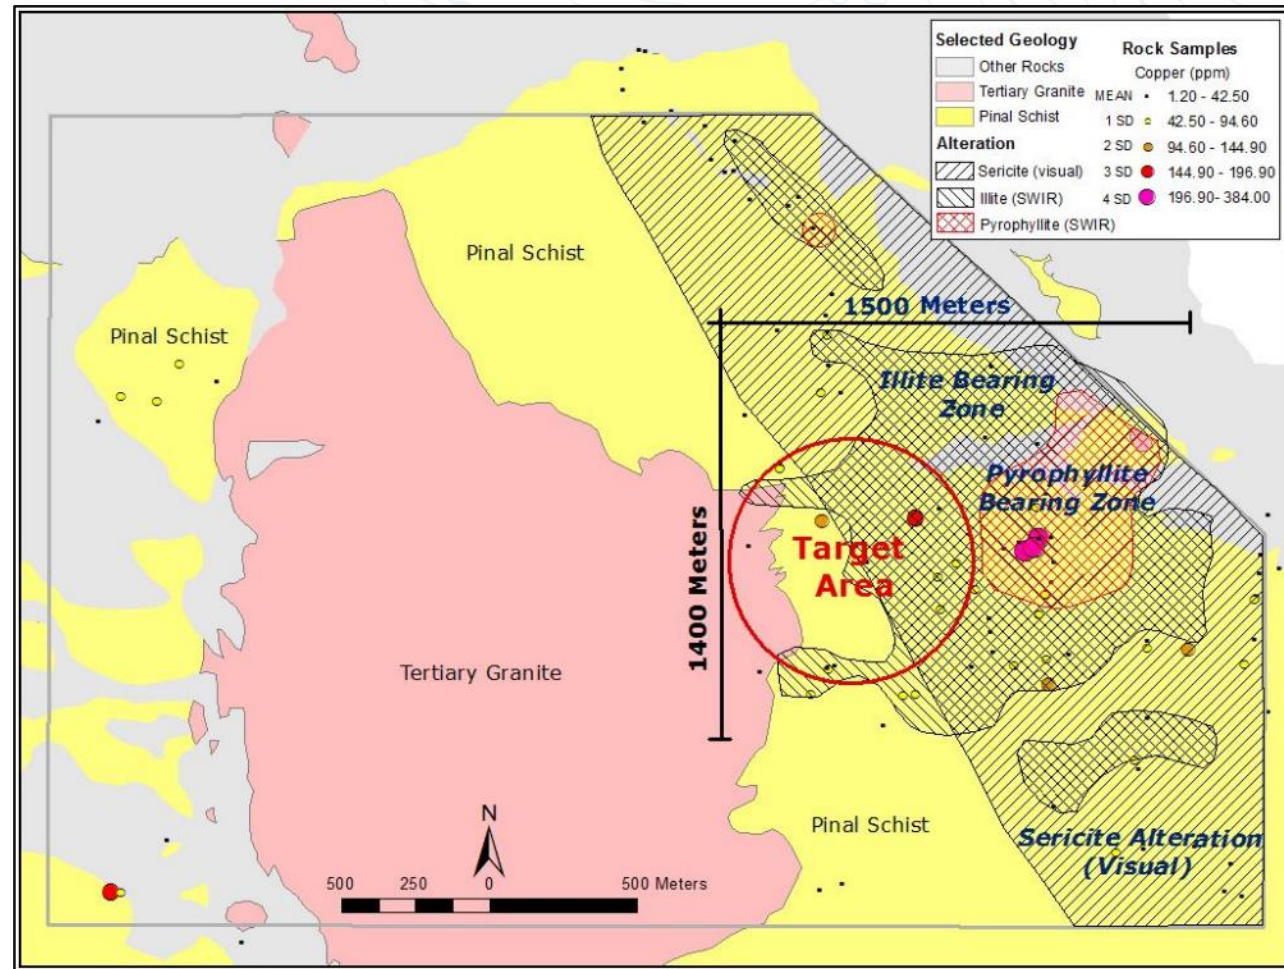 Selected Geology
Other Rocks
Tertiary Granite
Pinal Schist
Alteration
Sericite (visual)
Illite (SWIR)
Pyrophyllite (SWIR)
Rock Samples
Copper (ppm)
MEAN 1.20 - 42.50
1 SD 42.50 - 94.60
2 SD 94.60 - 144.90
3 SD 144.90 - 196.90
4 SD 196.90- 384.00
Pinal Schist
1500 Meters
Pinal Schist
Illite Bearing
Zone
Pyrophyllite
Bearing Zone
Target
Area
1400 Meters
Tertiary Granite
Pinal Schist
Sericite Alteration
(Visual)
N
500 250 0 500 Meters